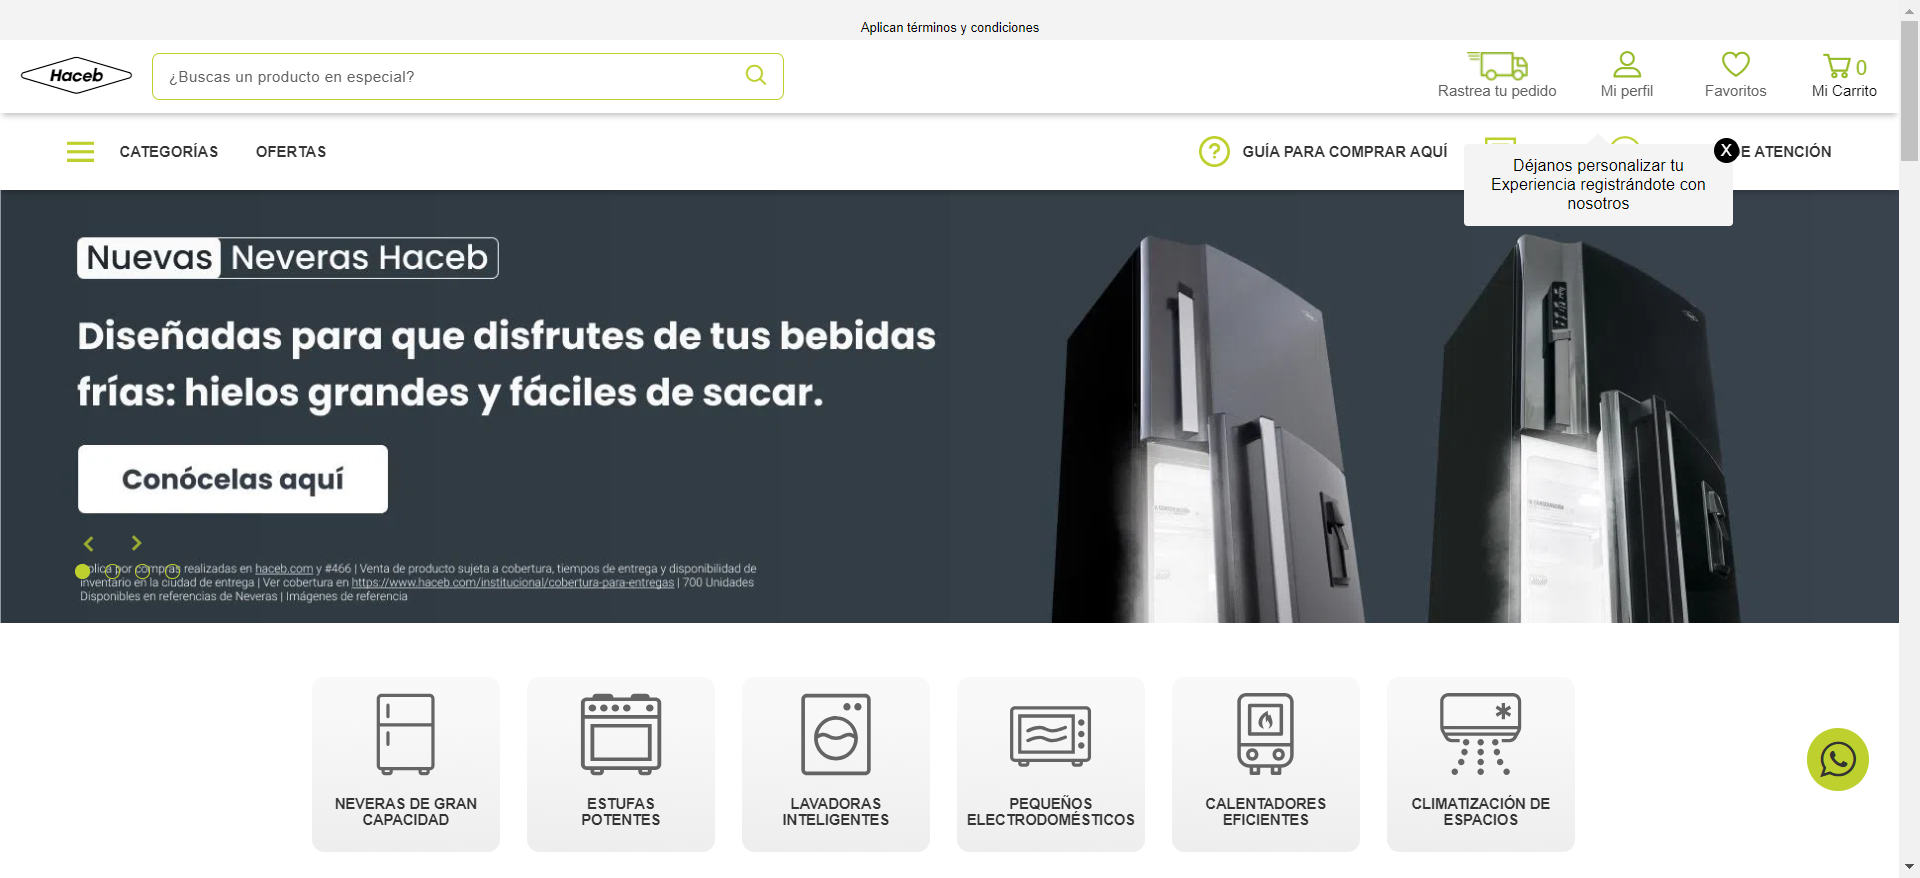 Aplican términos y condiciones
Haceb
¿Buscas un producto en especial?
Rastrea tu pedido
Mi perfil
Favoritos
0
Mi Carrito
CATEGORÍAS
OFERTAS
?
GUÍA PARA COMPRAR AQUÍ
E ATENCIÓN
X
Déjanos personalizar tu
Experiencia registrándote con
nosotros
Nuevas Neveras Haceb
Diseñadas para que disfrutes de tus bebidas
frías: hielos grandes y fáciles de sacar.
Conócelas aquí
Aplica por compras realizadas en haceb.com y #466 | Venta de producto sujeta a cobertura, tiempos de entrega y disponibilidad de
inventario en la ciudad de entrega | Ver cobertura en https://www.haceb.com/institucional/cobertura-para-entregas | 700 Unidades
Disponibles en referencias de Neveras | Imágenes de referencia
NEVERAS DE GRAN
CAPACIDAD
ESTUFAS
POTENTES
LAVADORAS
INTELIGENTES
PEQUEÑOS
ELECTRODOMÉSTICOS
CALENTADORES
EFICIENTES
CLIMATIZACIÓN DE
ESPACIOS